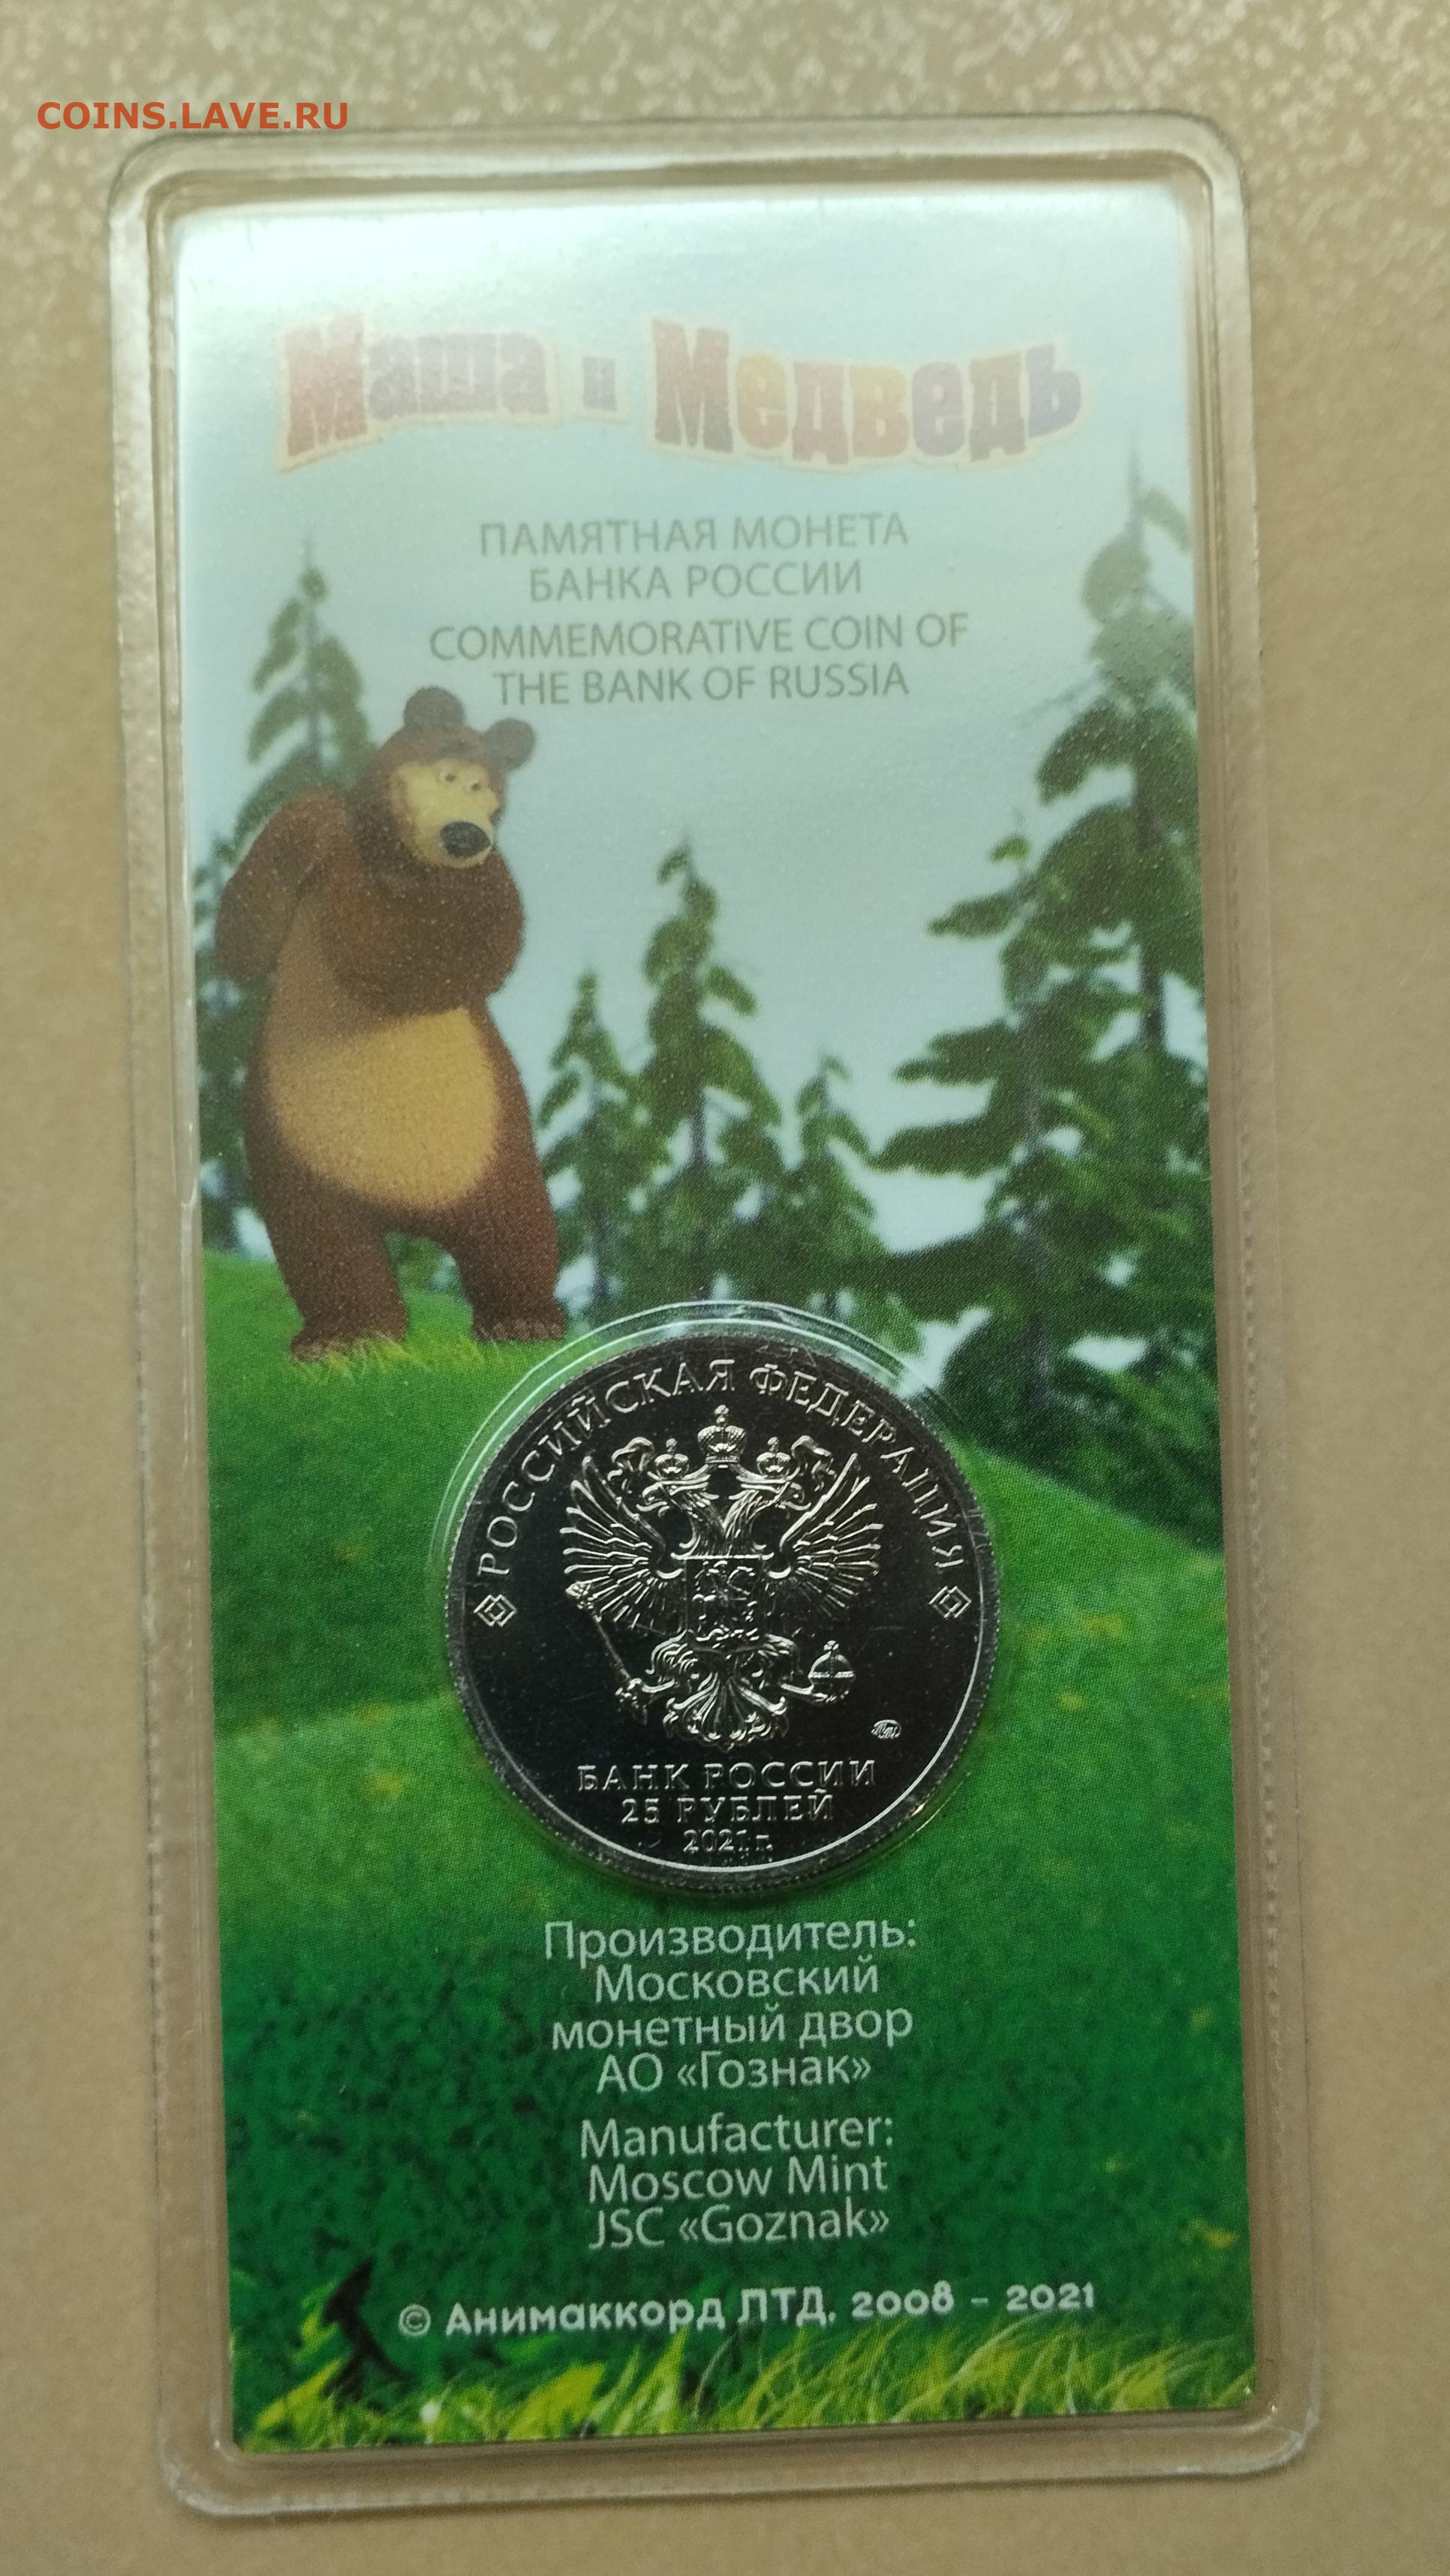 COINS.LAVE.RU
Маша и Медведь
ПАМЯТНАЯ МОНЕТА
БАНКА РОССИИ
COMMEMORATIVE COIN OF
THE BANK OF RUSSIA
РОССИЙСКАЯ ФЕДЕРАЦИЯ
ММД
БАНК РОССИИ
25 РУБЛЕЙ
2021 г.
Производитель:
Московский
монетный двор
АО «Гознак»
Manufacturer:
Moscow Mint
JSC «Goznak»
© Анимаккорд ЛТД, 2008 – 2021